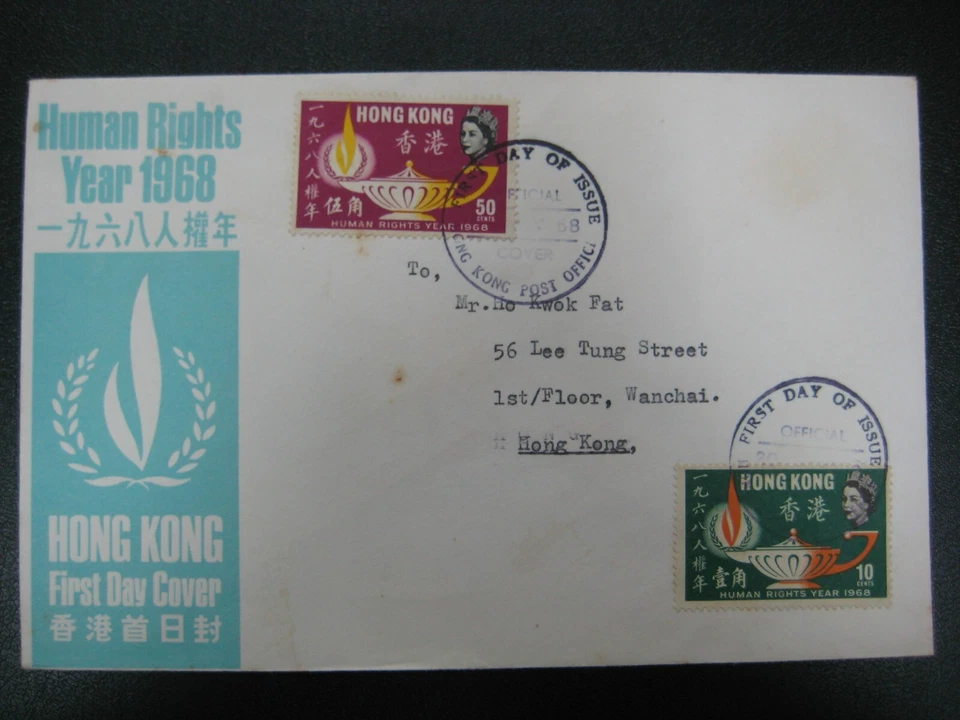 Human Rights
Year 1968
一九六八人權年
HONG KONG
First Day Cover
香港首日封
一九六八人權年
HONG KONG
香港
伍角
50
CENTS
HUMAN RIGHTS YEAR 1968
FIRST DAY OF ISSUE
68
COVER
HONG KONG POST OFFICE
To,
Mr.Ho Kwok Fat
56 Lee Tung Street
1st/Floor, Wanchai.
Hong Kong,
FIRST DAY OF ISSUE
OFFICIAL
20
一九六八人權年
HONG KONG
香港
壹角
10
CENTS
HUMAN RIGHTS YEAR 1968